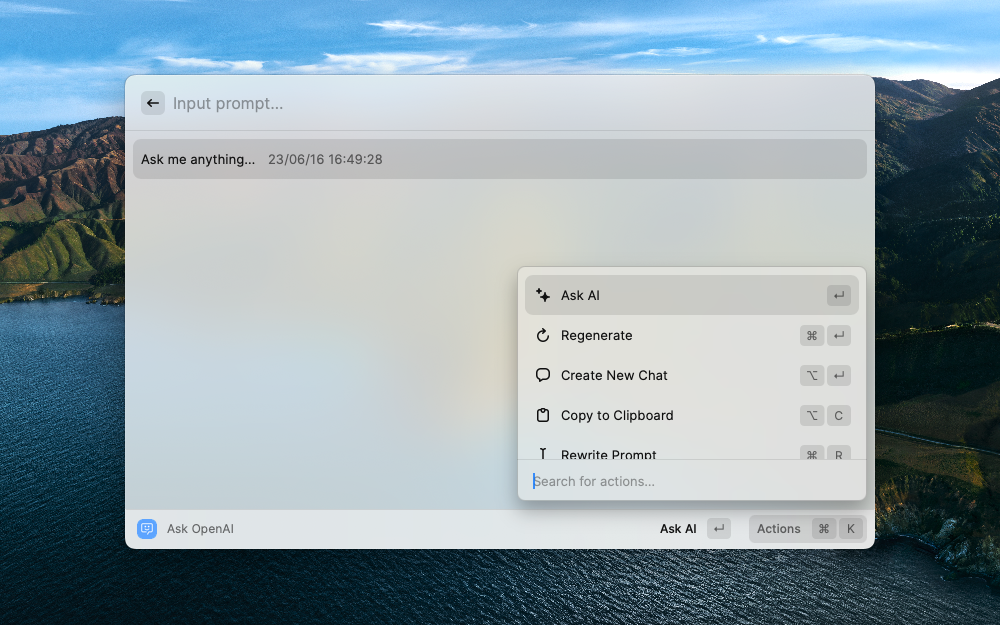 Input prompt...
Ask me anything... 23/06/16 16:49:28
Ask AI ↵
Regenerate ⌘ ↵
Create New Chat ⌥ ↵
Copy to Clipboard ⌥ C
Rewrite Prompt ⌘ R
Search for actions...
Ask OpenAI Ask AI ↵ Actions ⌘ K